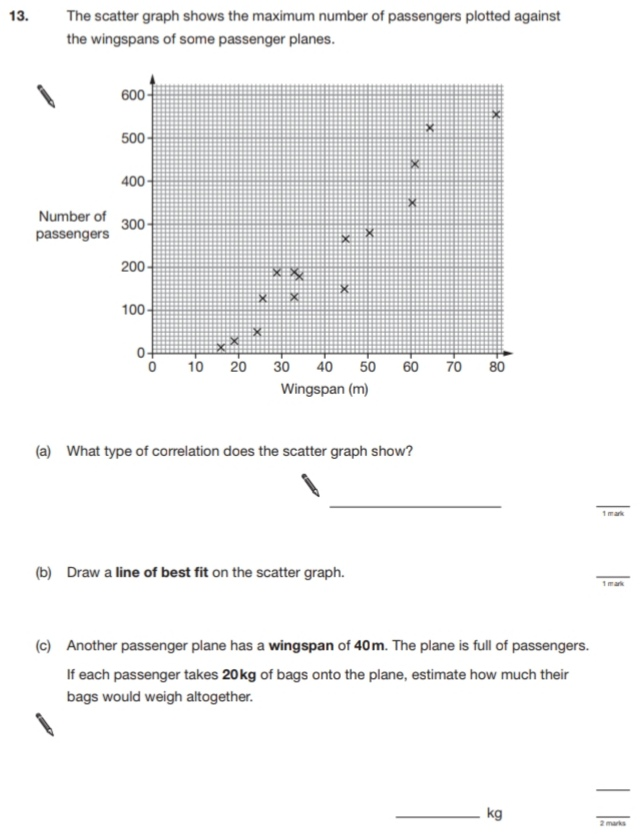 13. The scatter graph shows the maximum number of passengers plotted against
the wingspans of some passenger planes.
600
500
400
Number of
passengers
300
200
100
0
0 10 20 30 40 50 60 70 80
Wingspan (m)
(a) What type of correlation does the scatter graph show?
1 mark
(b) Draw a line of best fit on the scatter graph.
1 mark
(c) Another passenger plane has a wingspan of 40m. The plane is full of passengers.
If each passenger takes 20kg of bags onto the plane, estimate how much their
bags would weigh altogether.
kg
2 marks